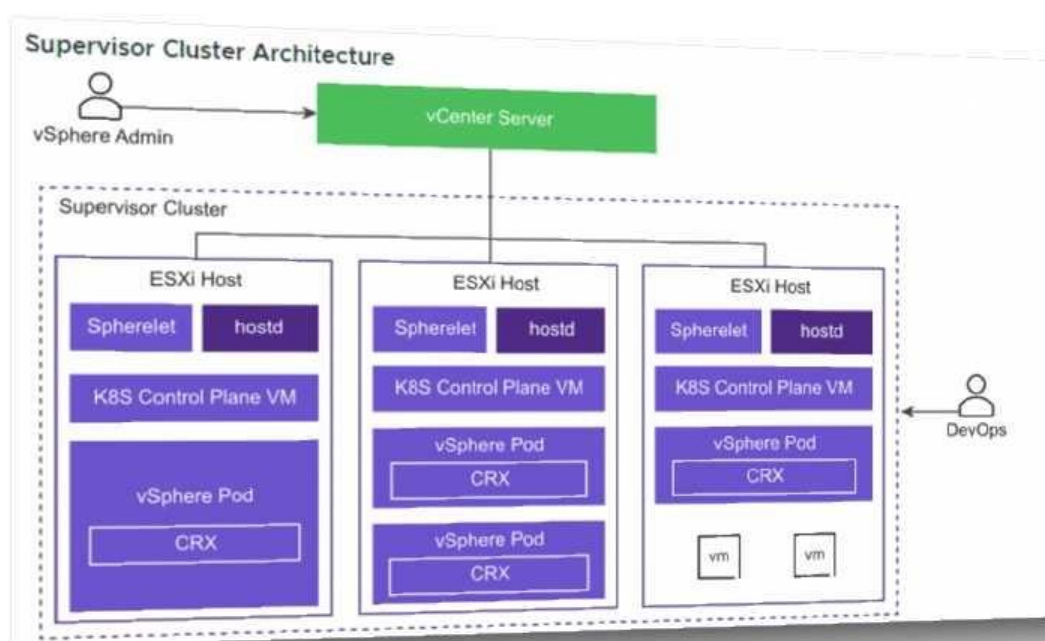 Supervisor Cluster Architecture
vSphere Admin
vCenter Server
Supervisor Cluster
ESXi Host
Spherelet
hostd
K8S Control Plane VM
vSphere Pod
CRX
ESXi Host
Spherelet
hostd
K8S Control Plane VM
vSphere Pod
CRX
vSphere Pod
CRX
ESXi Host
Spherelet
hostd
K8S Control Plane VM
vSphere Pod
CRX
vm
vm
DevOps